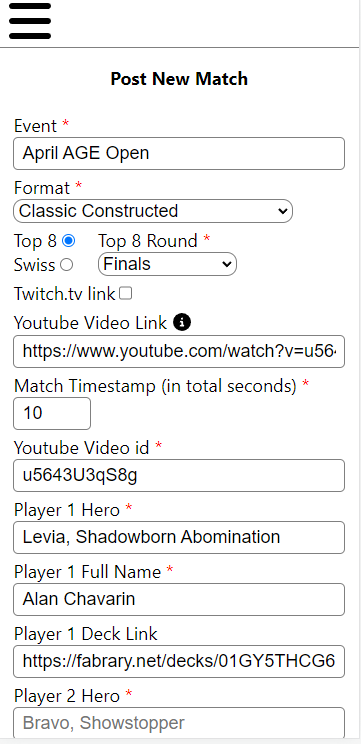 Post New Match
Event *
April AGE Open
Format *
Classic Constructed
Top 8 Top 8 Round *
Swiss Finals
Twitch.tv link
Youtube Video Link
https://www.youtube.com/watch?v=u564
Match Timestamp (in total seconds) *
10
Youtube Video id *
u5643U3qS8g
Player 1 Hero *
Levia, Shadowborn Abomination
Player 1 Full Name *
Alan Chavarin
Player 1 Deck Link
https://fabrary.net/decks/01GY5THCG6
Player 2 Hero *
Bravo, Showstopper